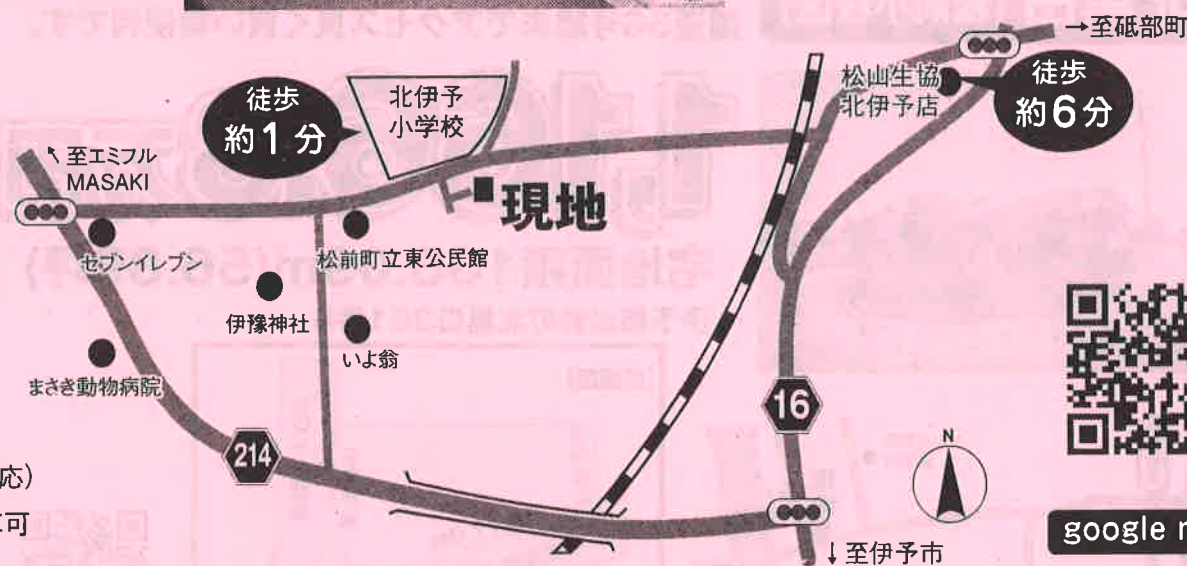 →至砥部町
松山生協
北伊予店
徒歩
約6分
徒歩
約1分
北伊予
小学校
↖至エミフル
MASAKI
■現地
セブンイレブン
松前町立東公民館
伊豫神社
いよ翁
まさき動物病院
214
16
N
応)
可
↓至伊予市
google